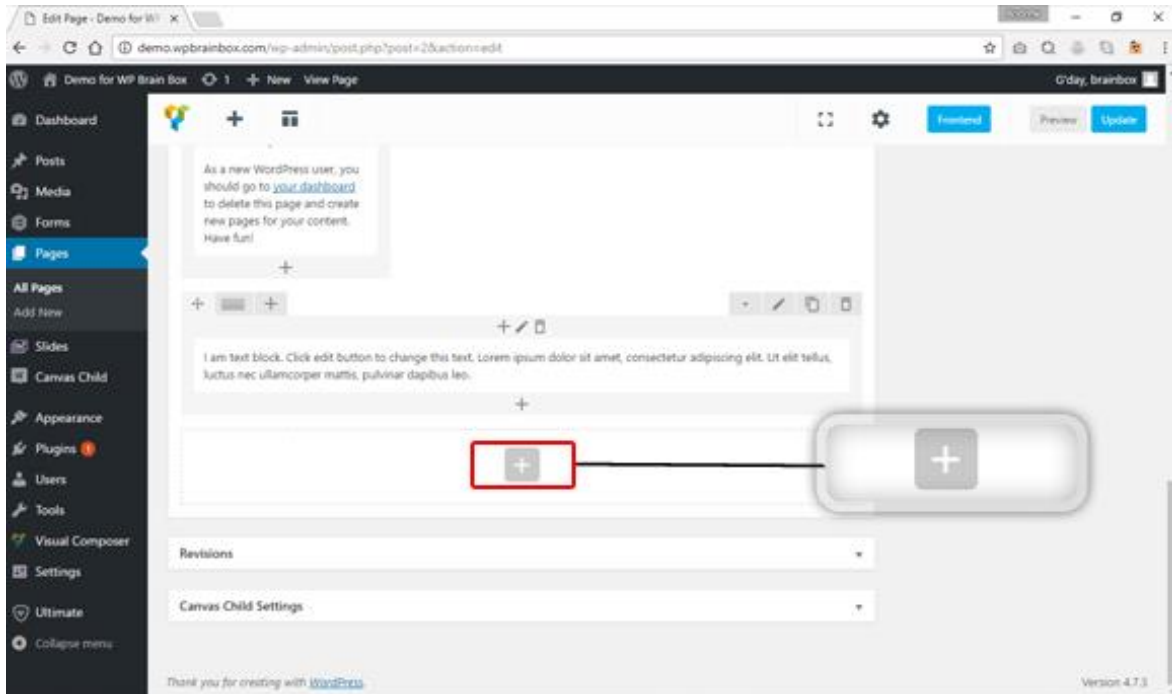 Edit Page - Demo for W
demo.wpbrainbox.com/wp-admin/post.php?post=2&action=edit
Demo for WP Brain Box 1 New View Page G'day, brainbox
Dashboard
Posts
Media
Forms
Pages
All Pages
Add New
Slides
Canvas Child
Appearance
Plugins 1
Users
Tools
Visual Composer
Settings
Ultimate
Collapse menu
Frontend Preview Update
As a new WordPress user, you
should go to your dashboard
to delete this page and create
new pages for your content.
Have fun!
I am text block. Click edit button to change this text. Lorem ipsum dolor sit amet, consectetur adipiscing elit. Ut elit tellus,
luctus nec ullamcorper mattis, pulvinar dapibus leo.
Revisions
Canvas Child Settings
Thank you for creating with WordPress. Version 4.7.3